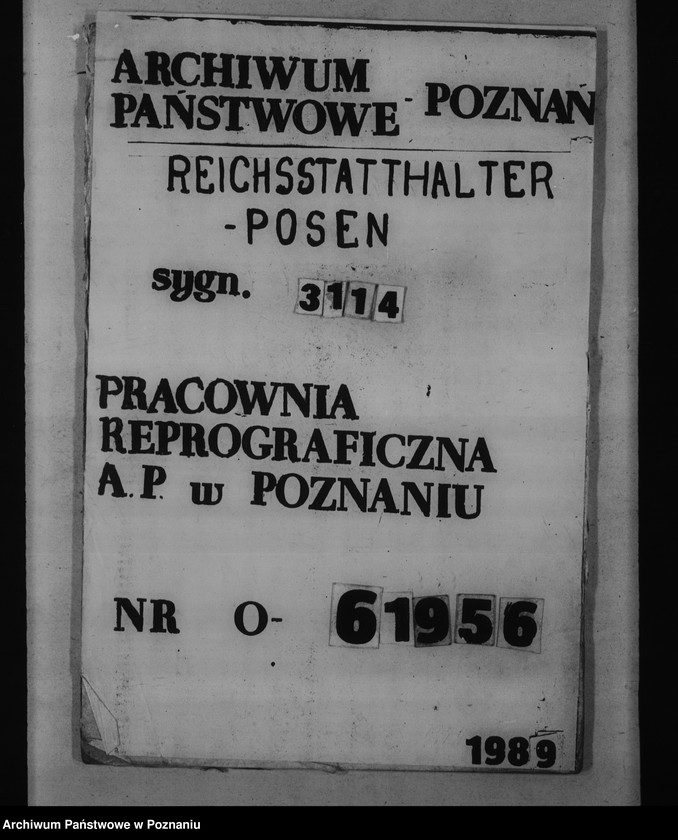 ARCHIWUM
PAŃSTWOWE - POZNAŃ
REICHSSTATTHALTER
-POSEN
sygn. 3114
PRACOWNIA
REPROGRAFICZNA
A.P. w POZNANIU
NR O- 61956
1989
Archiwum Państwowe w Poznaniu